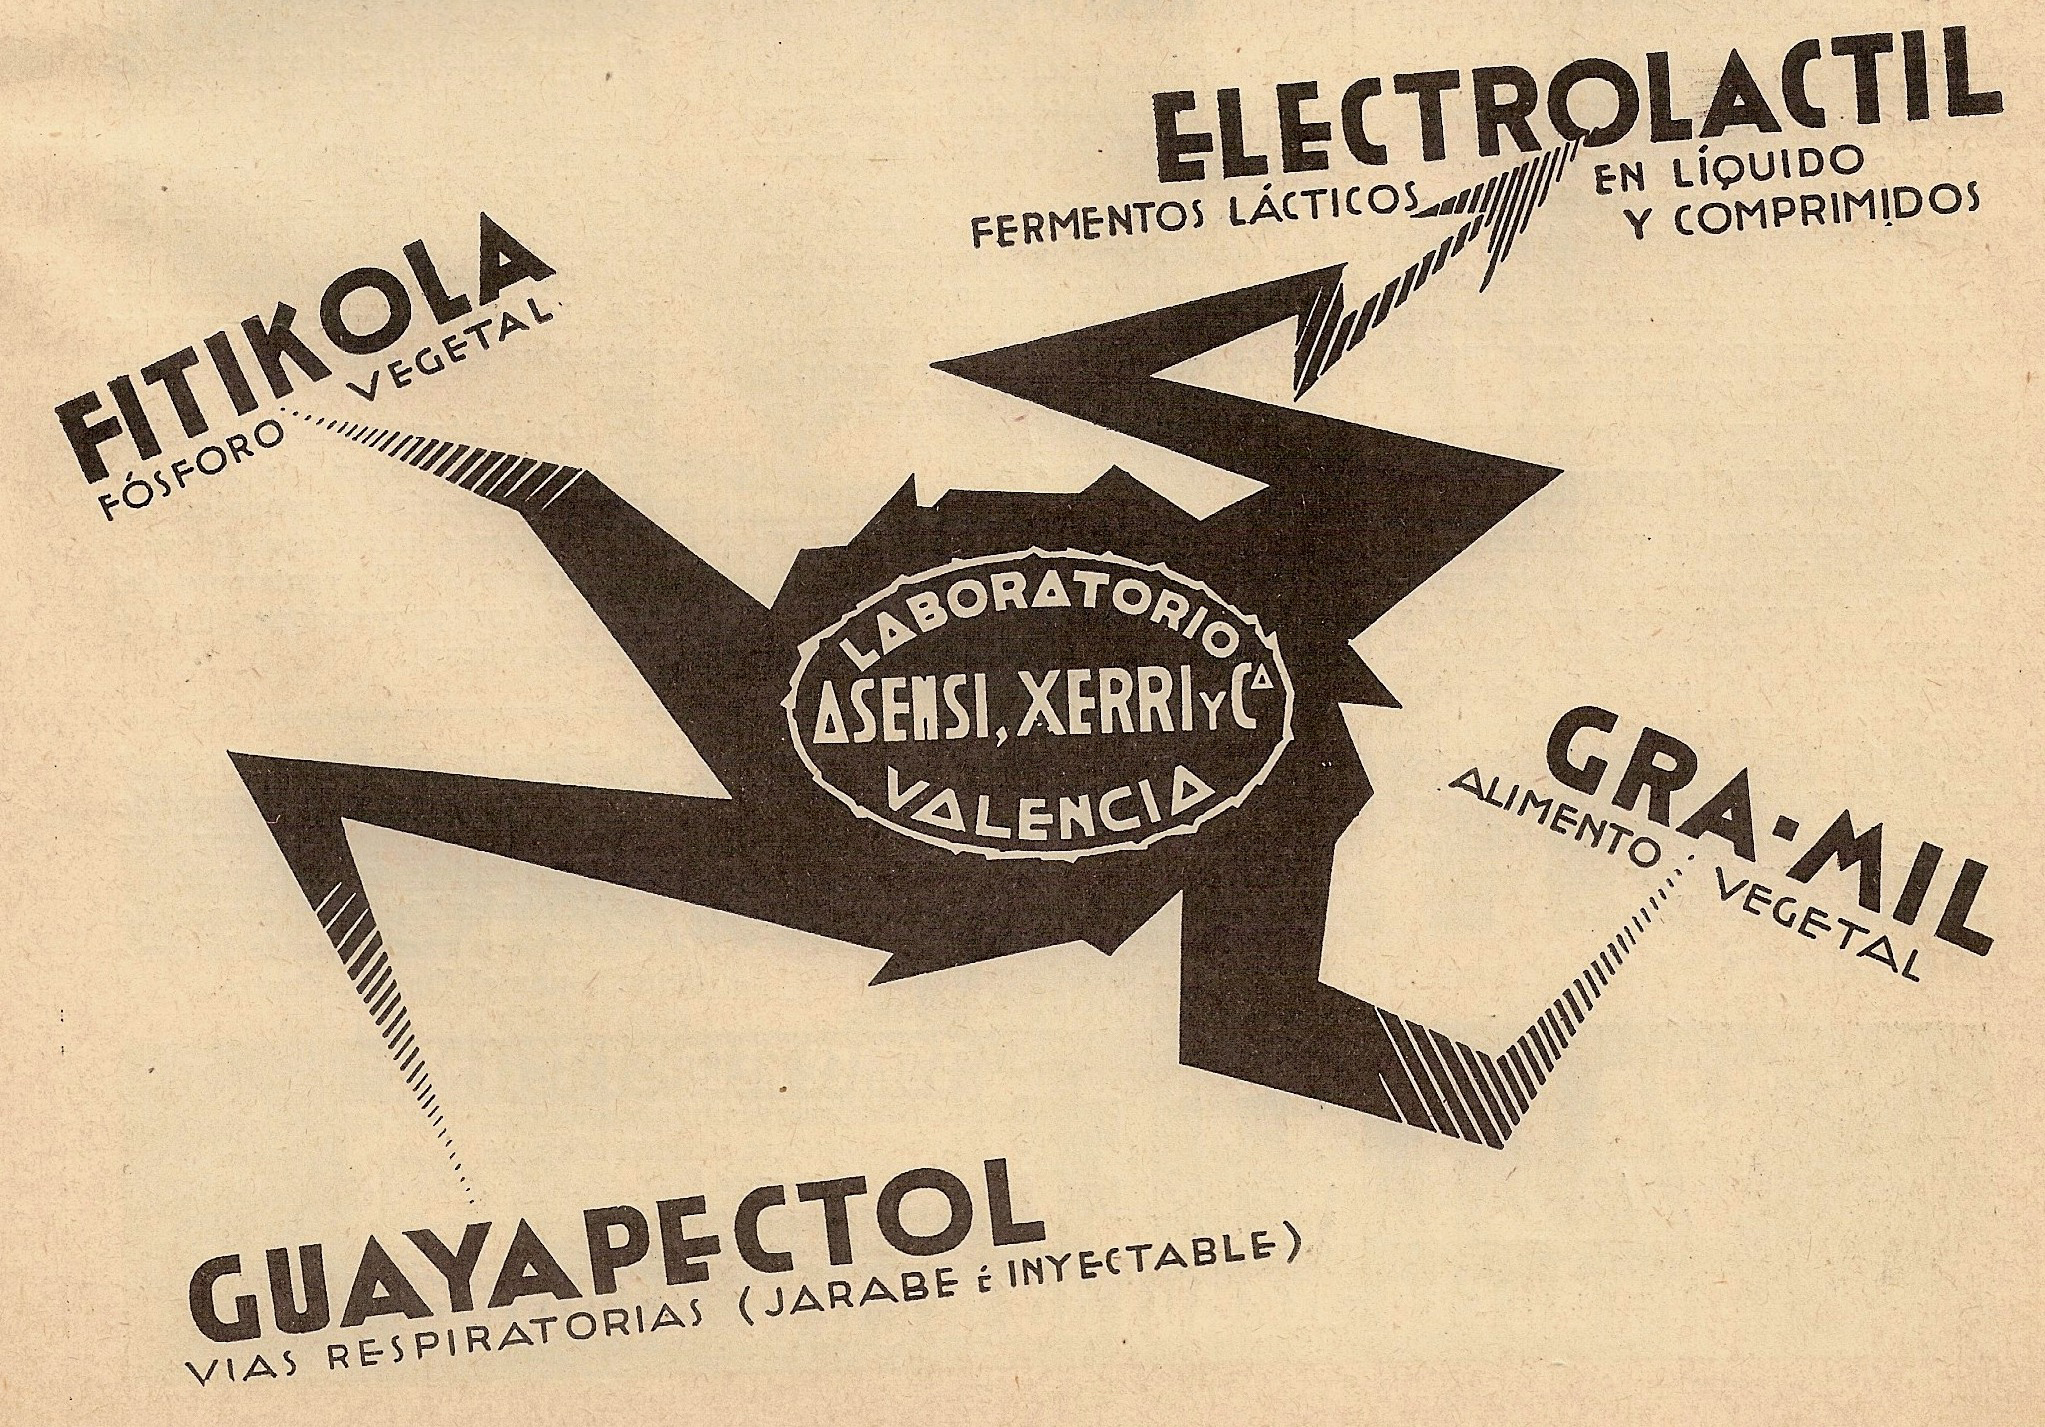 ELECTROLACTIL
FERMENTOS LÁCTICOS EN LÍQUIDO
Y COMPRIMIDOS
FITIKOLA
FÓSFORO VEGETAL
LABORATORIO
ASENSI, XERRI Y Cª
VALENCIA
GRA-MIL
ALIMENTO VEGETAL
GUAYAPECTOL
VIAS RESPIRATORIAS (JARABE é INYECTABLE)